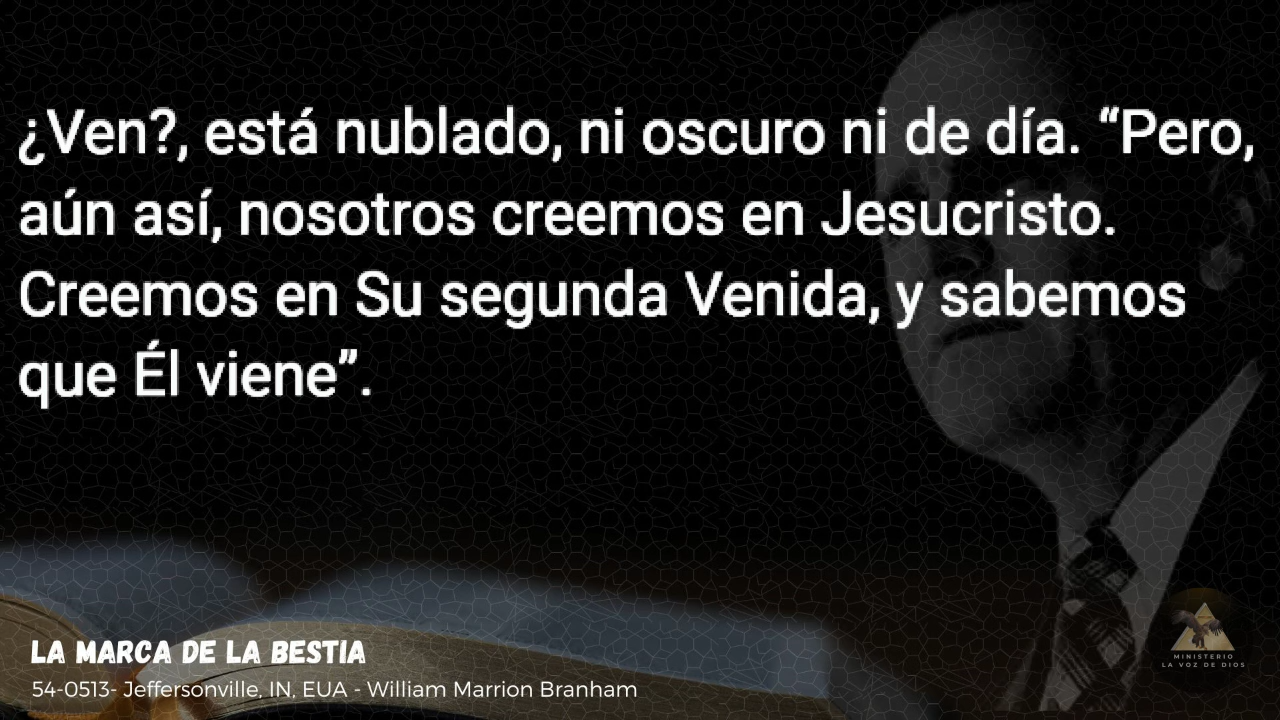 ¿Ven?, está nublado, ni oscuro ni de día. “Pero,
aún así, nosotros creemos en Jesucristo.
Creemos en Su segunda Venida, y sabemos
que Él viene”.
LA MARCA DE LA BESTIA
54-0513- Jeffersonville, IN, EUA - William Marrion Branham
MINISTERIO
LA VOZ DE DIOS